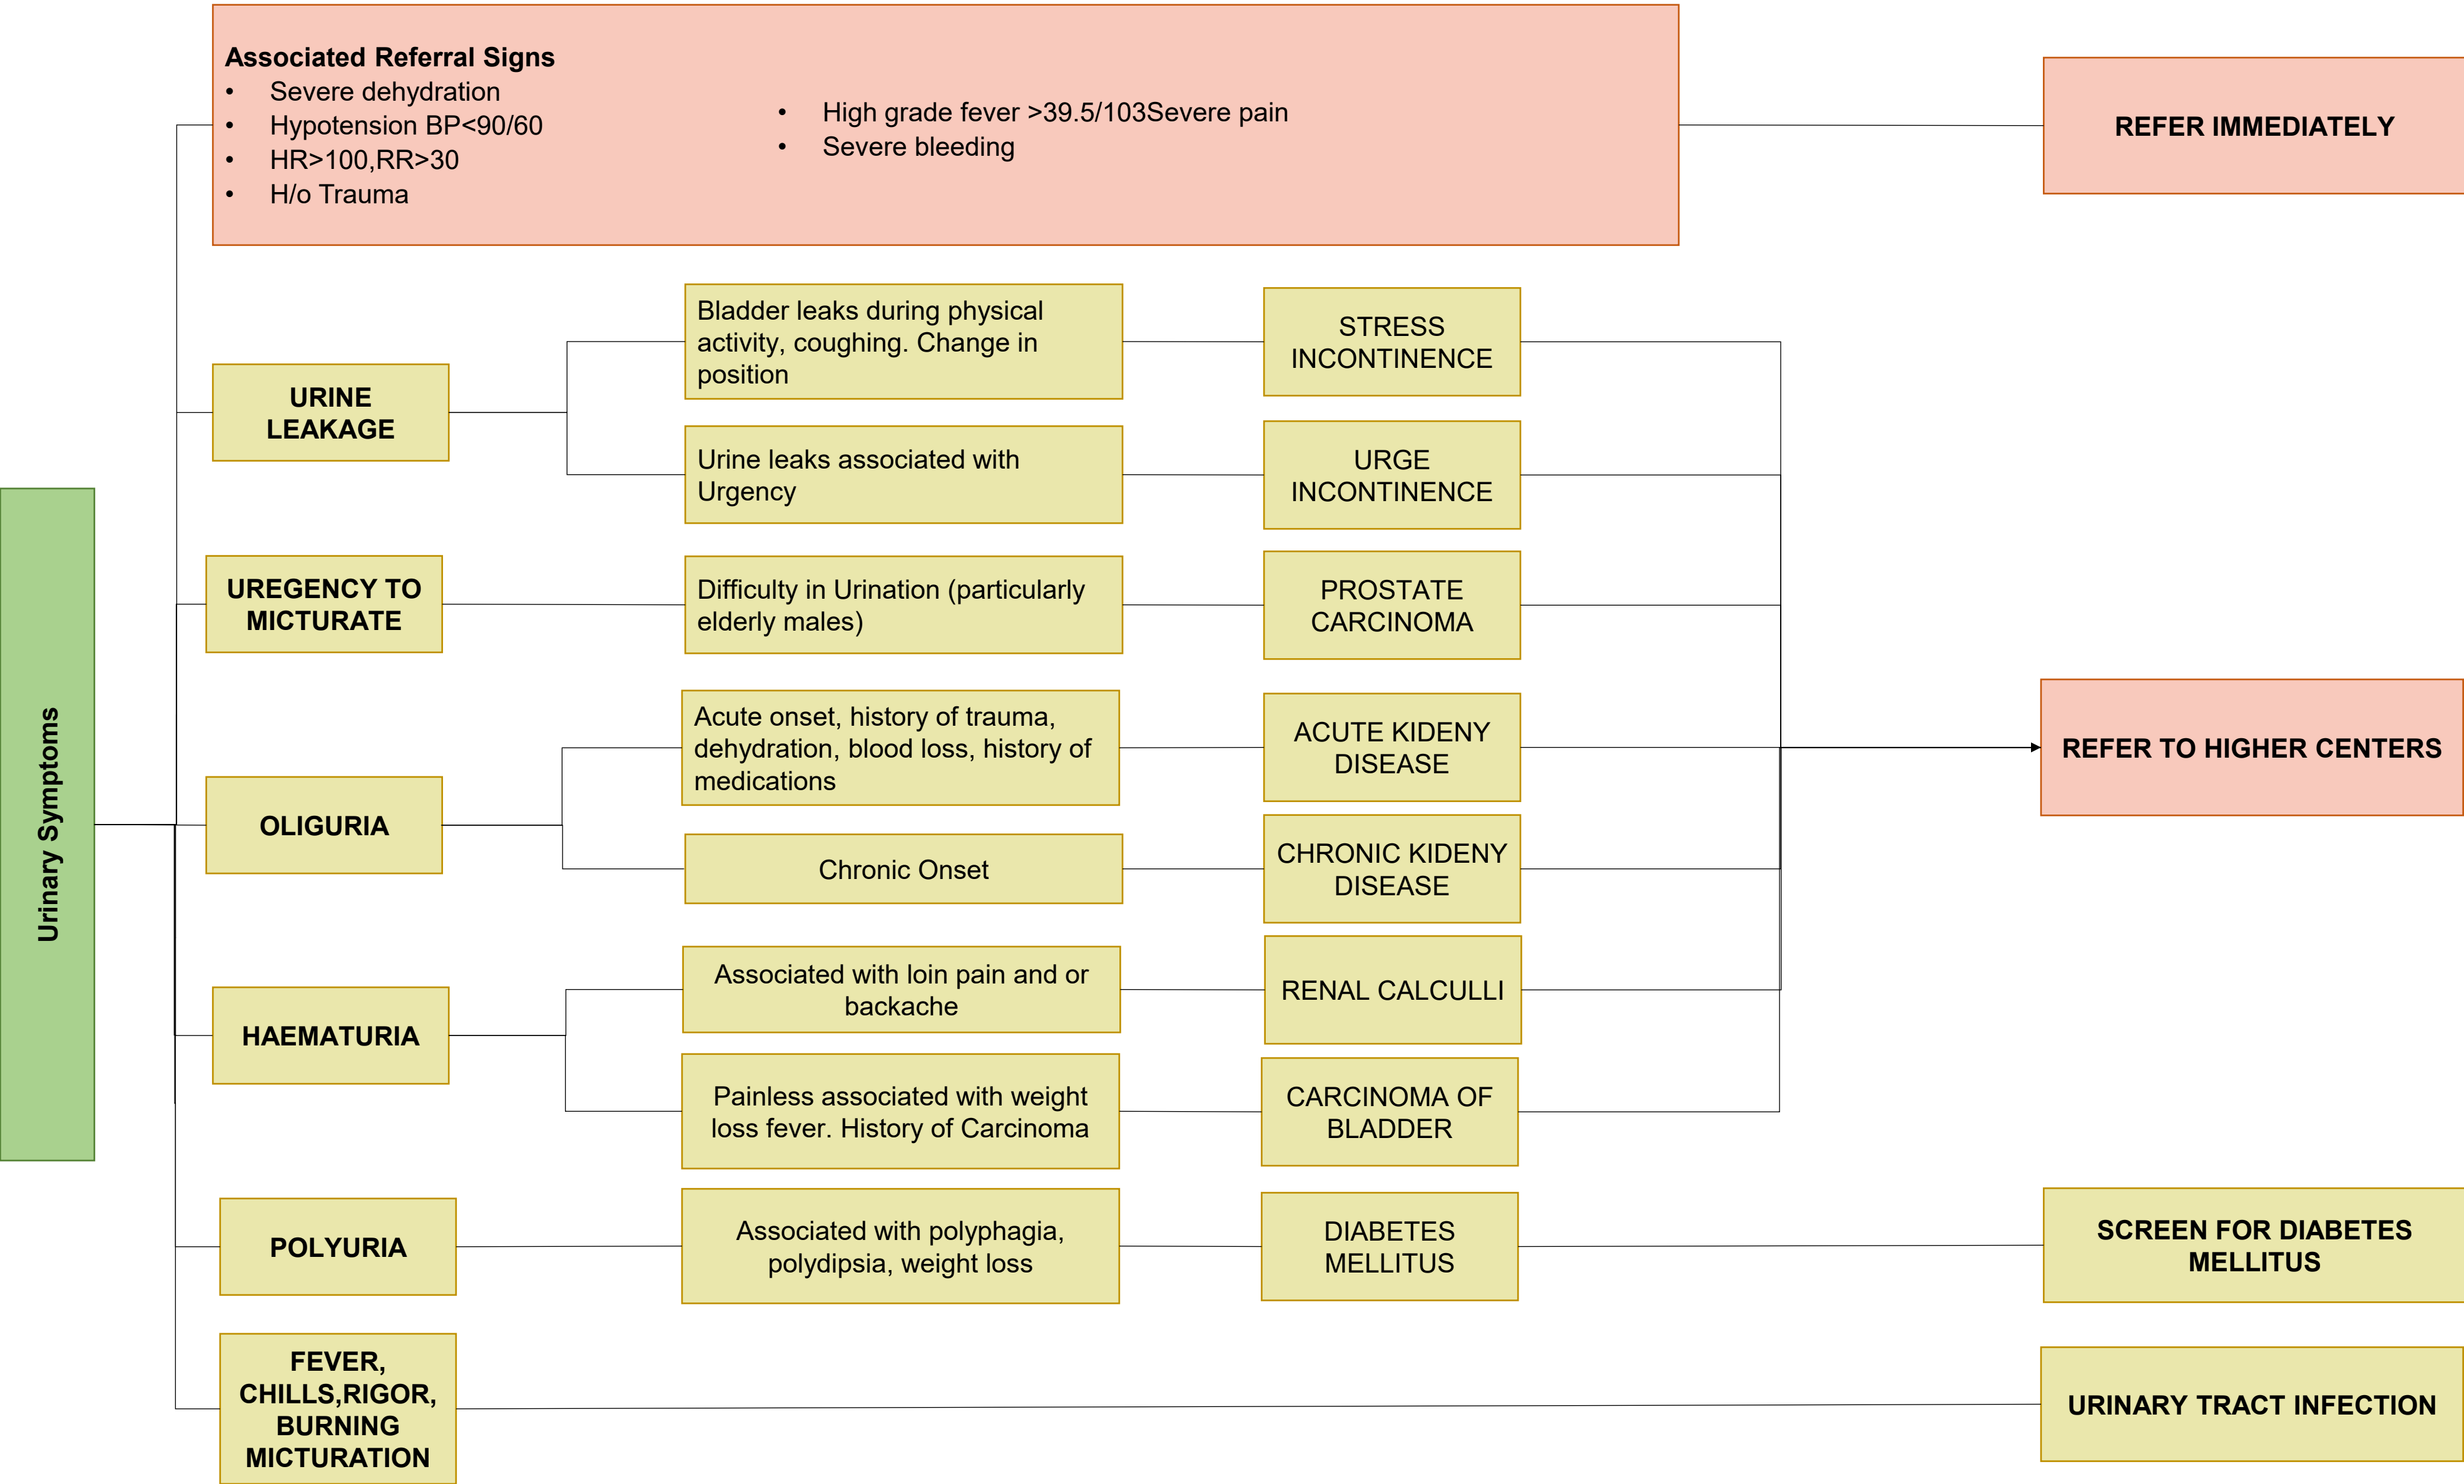 Associated Referral Signs
• Severe dehydration
• Hypotension BP<90/60
• HR>100,RR>30
• H/o Trauma
• High grade fever >39.5/103Severe pain
• Severe bleeding
REFER IMMEDIATELY
Urinary Symptoms
URINE
LEAKAGE
Bladder leaks during physical
activity, coughing. Change in
position
STRESS
INCONTINENCE
Urine leaks associated with
Urgency
URGE
INCONTINENCE
UREGENCY TO
MICTURATE
Difficulty in Urination (particularly
elderly males)
PROSTATE
CARCINOMA
OLIGURIA
Acute onset, history of trauma,
dehydration, blood loss, history of
medications
ACUTE KIDENY
DISEASE
Chronic Onset
CHRONIC KIDENY
DISEASE
REFER TO HIGHER CENTERS
HAEMATURIA
Associated with loin pain and or
backache
RENAL CALCULLI
Painless associated with weight
loss fever. History of Carcinoma
CARCINOMA OF
BLADDER
POLYURIA
Associated with polyphagia,
polydipsia, weight loss
DIABETES
MELLITUS
SCREEN FOR DIABETES
MELLITUS
FEVER,
CHILLS,RIGOR,
BURNING
MICTURATION
URINARY TRACT INFECTION